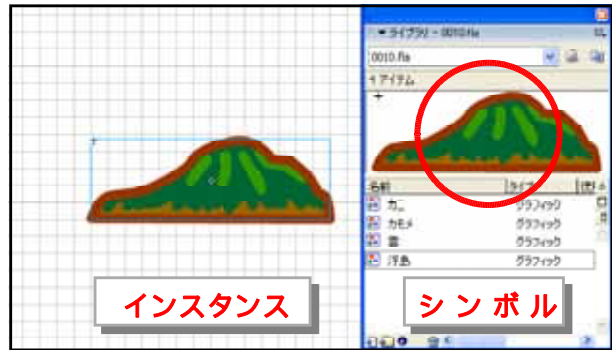 ライブラリ - 0010.fla
0010.fla
4 アイテム
名前
カニ グラフィック
カモメ グラフィック
雲 グラフィック
浮島 グラフィック
インスタンス
シンボル